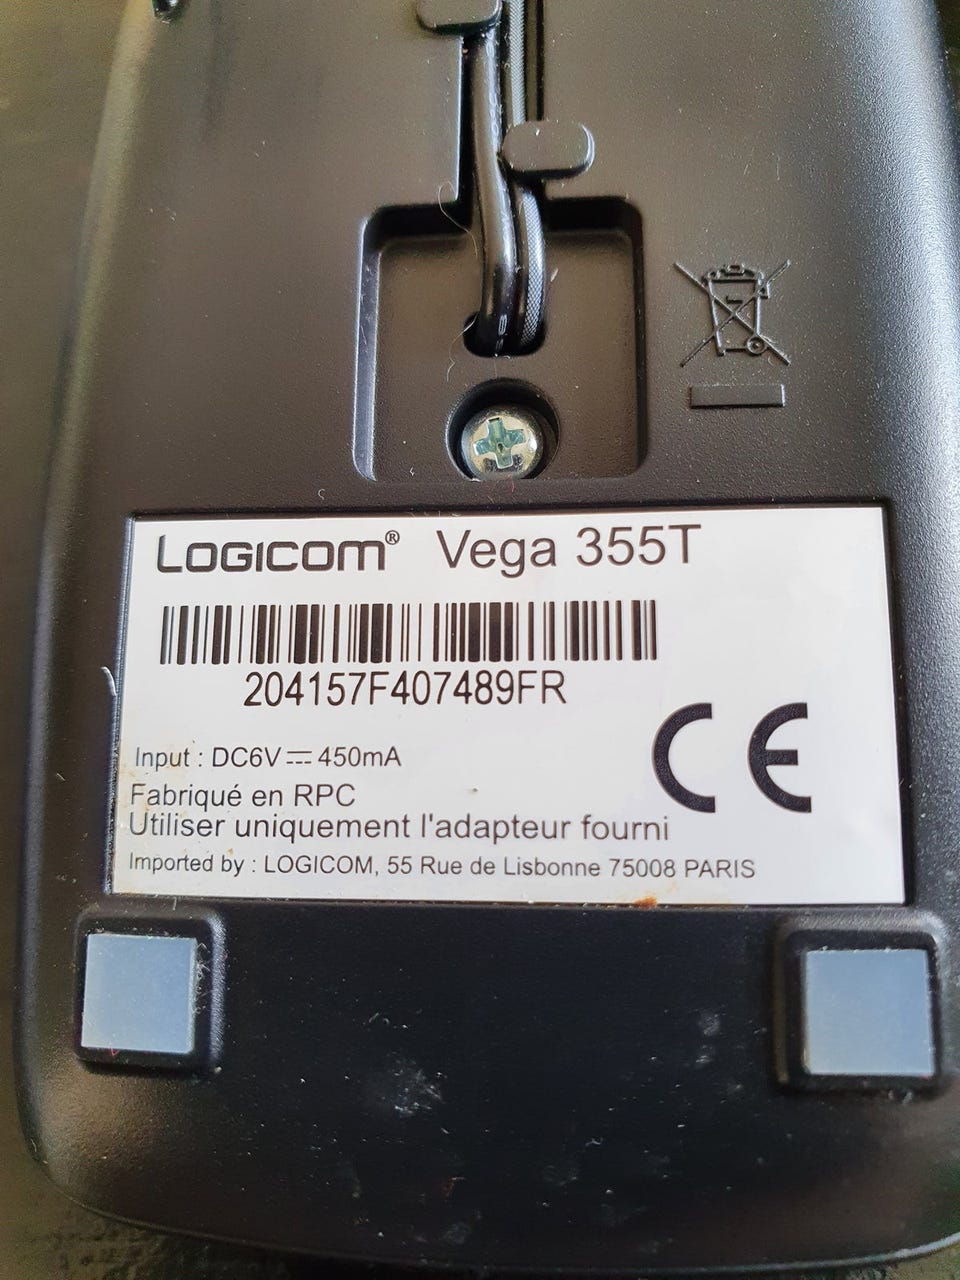 LOGICOM® Vega 355T
204157F407489FR
Input : DC6V ⎓ 450mA
CE
Fabriqué en RPC
Utiliser uniquement l'adapteur fourni
Imported by : LOGICOM, 55 Rue de Lisbonne 75008 PARIS